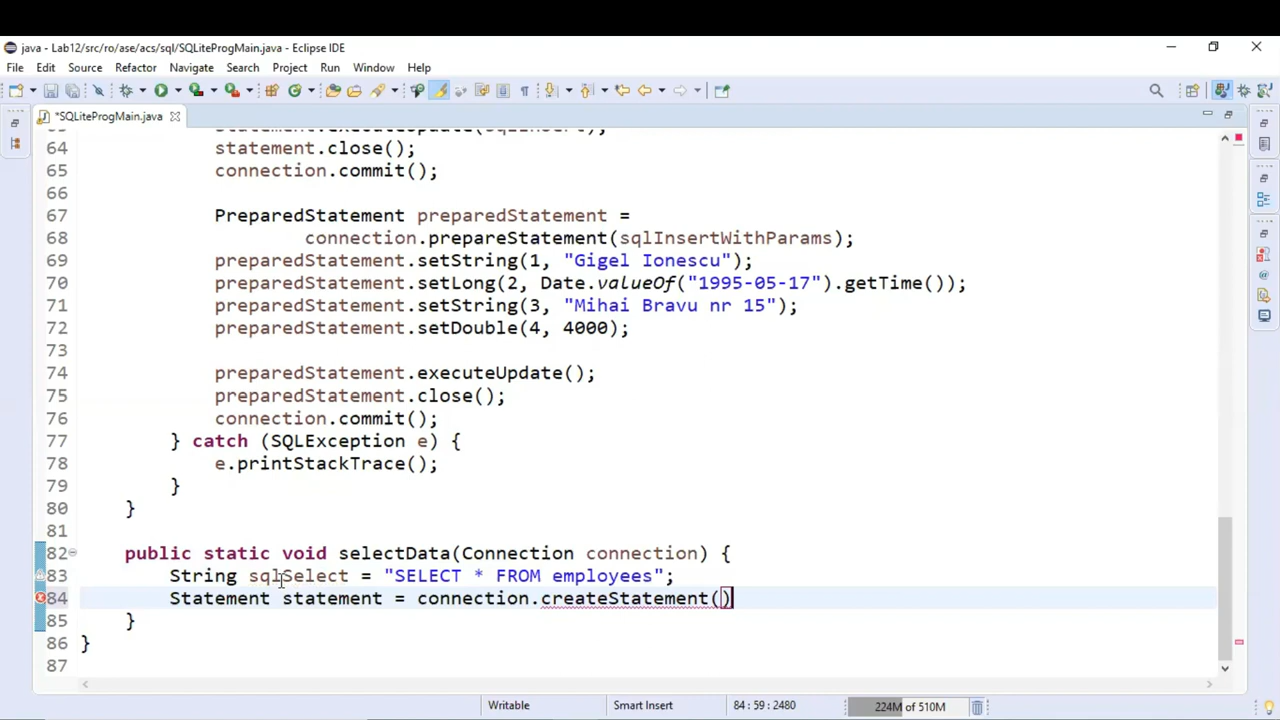 java - Lab12/src/ro/ase/acs/sql/SQLiteProgMain.java - Eclipse IDE
File Edit Source Refactor Navigate Search Project Run Window Help
*SQLiteProgMain.java
64 statement.close();
65 connection.commit();
66
67 PreparedStatement preparedStatement =
68 connection.prepareStatement(sqlInsertWithParams);
69 preparedStatement.setString(1, "Gigel Ionescu");
70 preparedStatement.setLong(2, Date.valueOf("1995-05-17").getTime());
71 preparedStatement.setString(3, "Mihai Bravu nr 15");
72 preparedStatement.setDouble(4, 4000);
73
74 preparedStatement.executeUpdate();
75 preparedStatement.close();
76 connection.commit();
77 } catch (SQLException e) {
78 e.printStackTrace();
79 }
80 }
81
82 public static void selectData(Connection connection) {
83 String sqlSelect = "SELECT * FROM employees";
84 Statement statement = connection.createStatement()
85 }
86 }
87
Writable Smart Insert 84 : 59 : 2480 224M of 510M